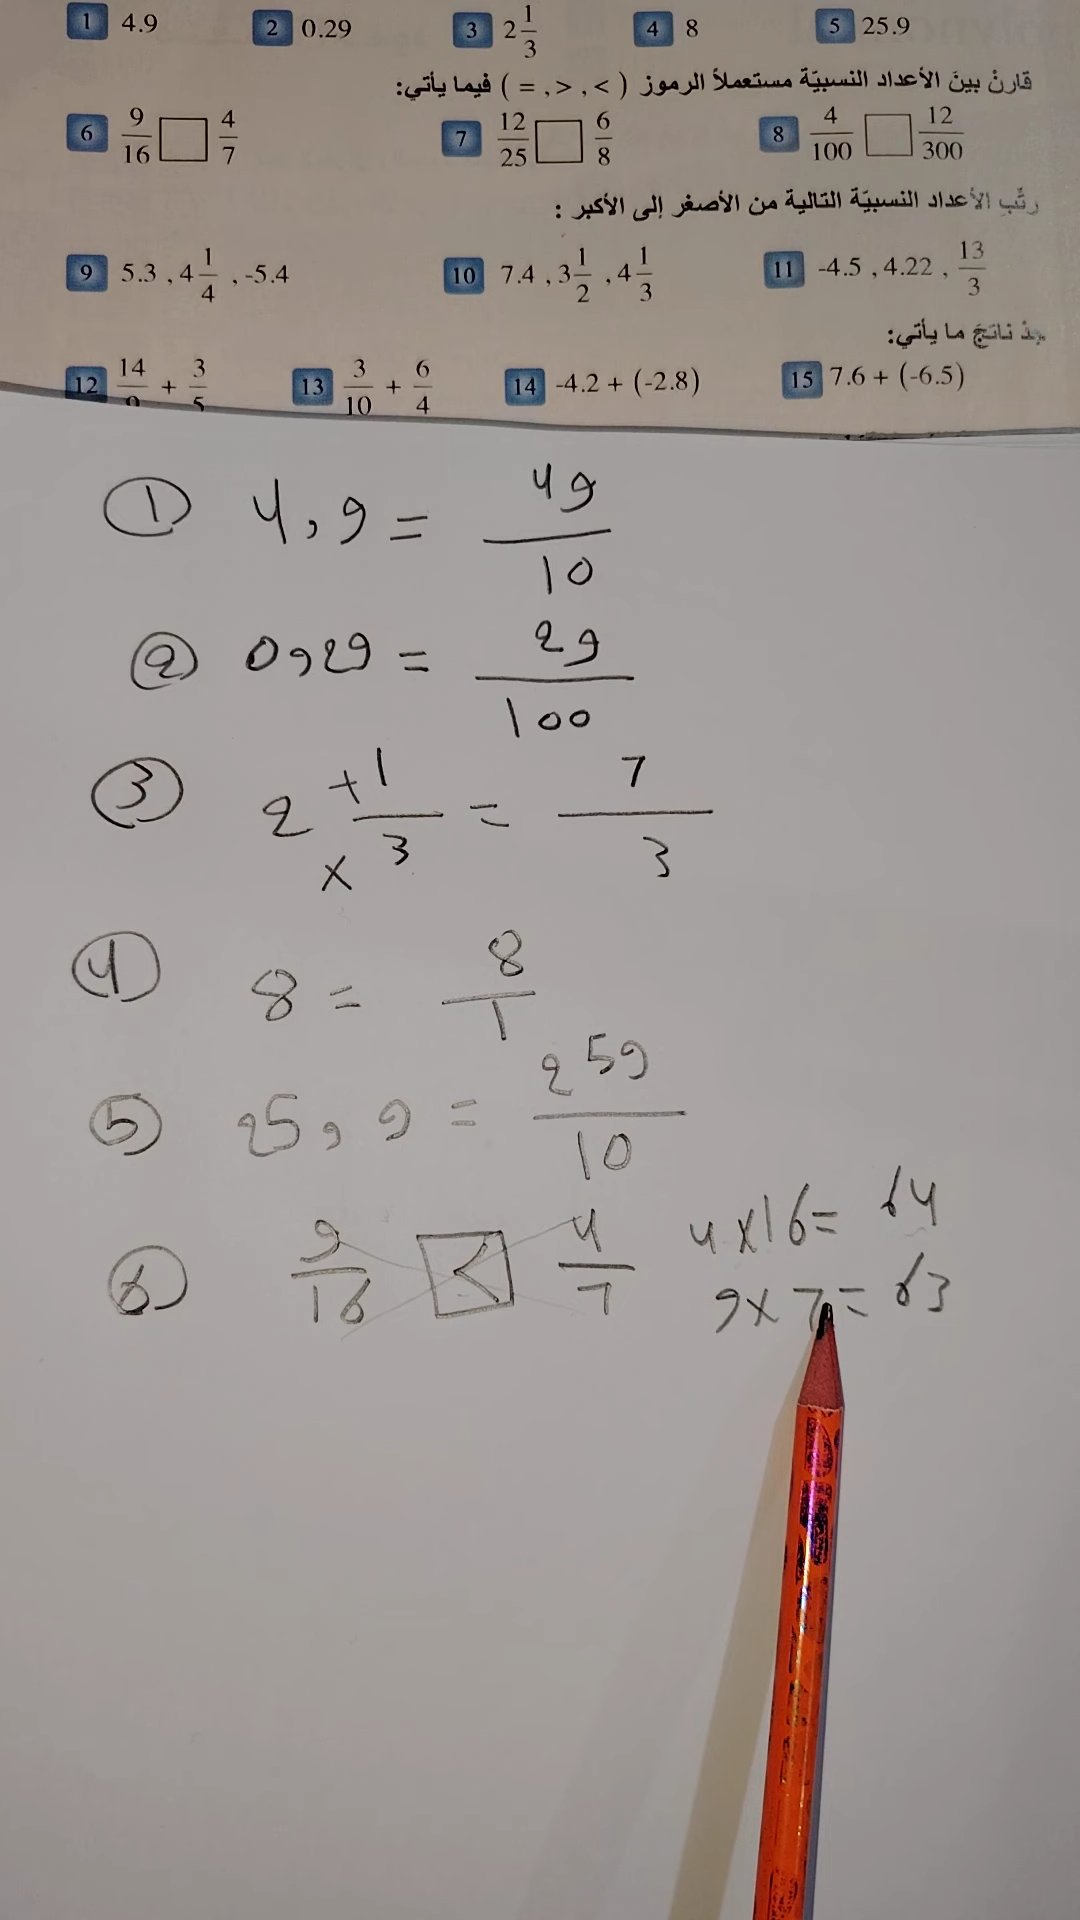 1 4.9 2 0.29 3 2 1/3 4 8 5 25.9
قارنْ بينَ الأعداد النسبيّة مستعملاً الرموز ( < , > , = ) فيما يأتي:
6 9/16 □ 4/7 7 12/25 □ 6/8 8 4/100 □ 12/300
رتِّب الأعداد النسبيّة التالية من الأصغر إلى الأكبر :
9 5.3 , 4 1/4 , -5.4 10 7.4 , 3 1/2 , 4 1/3 11 -4.5 , 4.22 , 13/3
جِدْ ناتجَ ما يأتي:
12 14/9 + 3/5 13 3/10 + 6/4 14 -4.2 + (-2.8) 15 7.6 + (-6.5)
① 4,9 = 49/10
② 0,29 = 29/100
③ 2 × + 1/3 = 7/3
④ 8 = 8/1
⑤ 25,9 = 259/10
⑥ 9/16 < 4/7 4×16= 64
9×7= 63